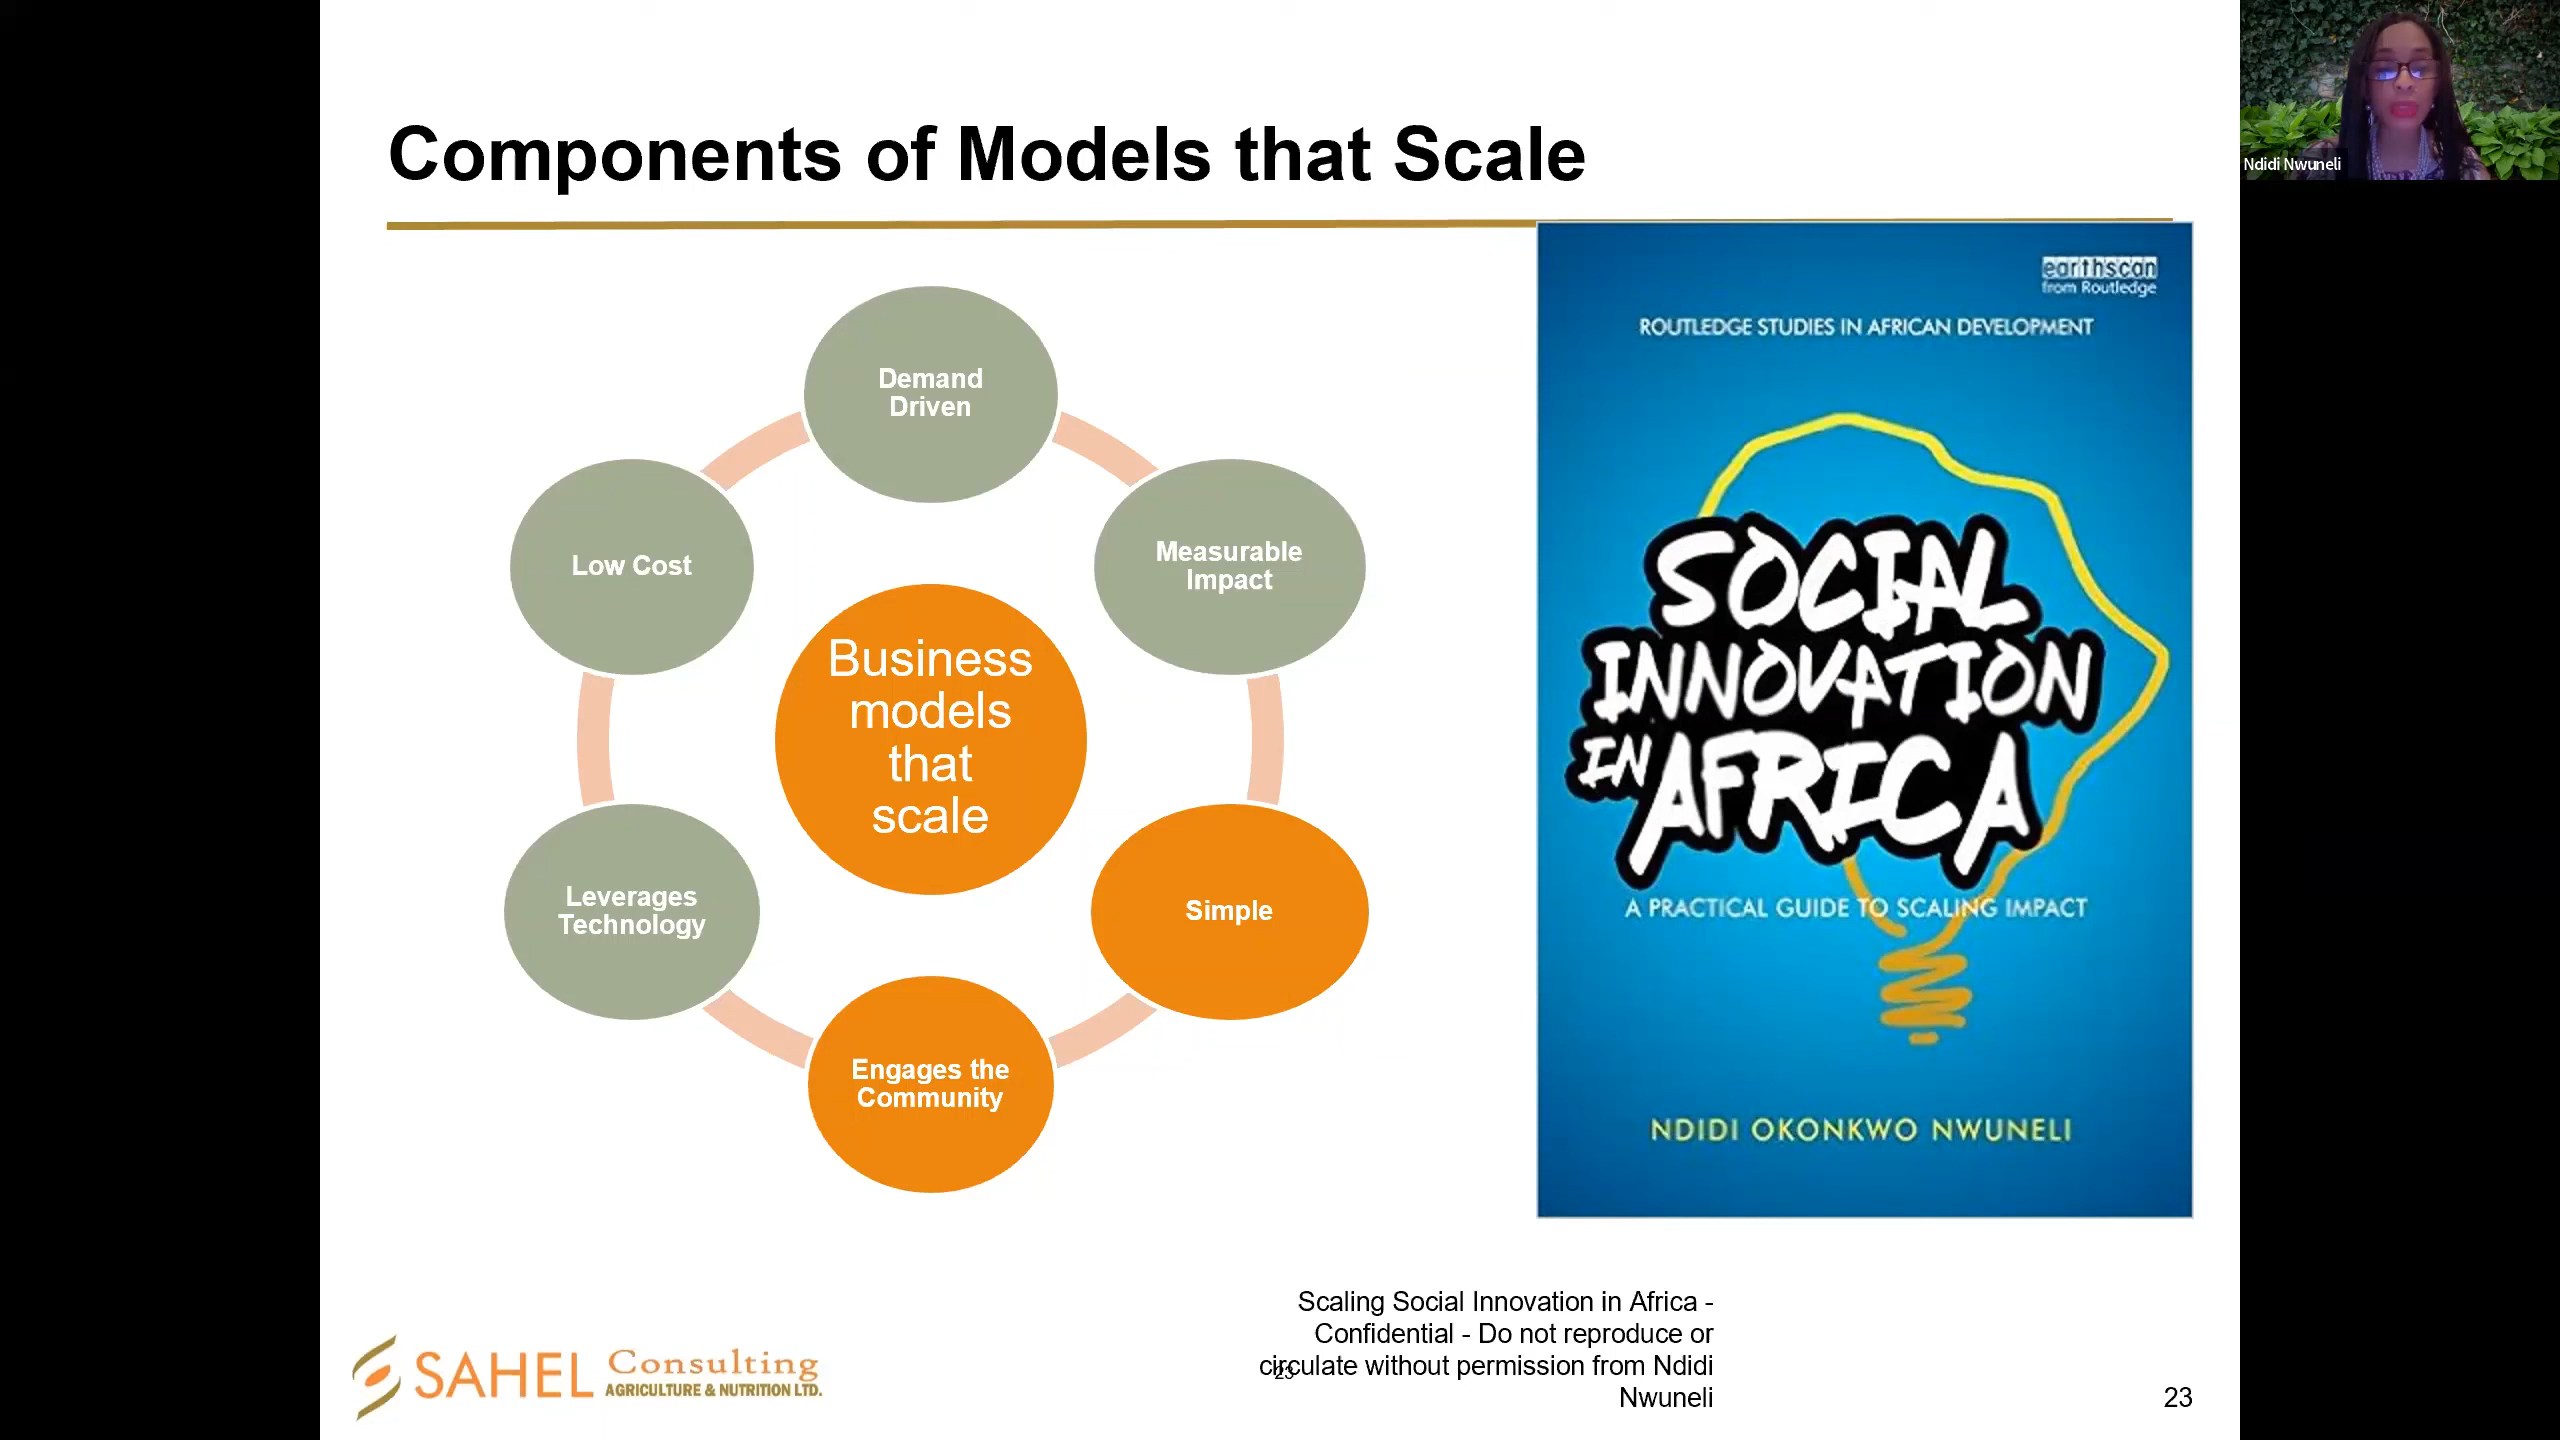 Components of Models that Scale
Demand
Driven
Measurable
Impact
Simple
Engages the
Community
Leverages
Technology
Low Cost
Business
models
that
scale
earthscan
from Routledge
ROUTLEDGE STUDIES IN AFRICAN DEVELOPMENT
SOCIAL
INNOVATION
IN AFRICA
A PRACTICAL GUIDE TO SCALING IMPACT
NDIDI OKONKWO NWUNELI
Ndidi Nwuneli
SAHEL Consulting
AGRICULTURE & NUTRITION LTD.
Scaling Social Innovation in Africa -
Confidential - Do not reproduce or
circulate without permission from Ndidi
Nwuneli
23
23